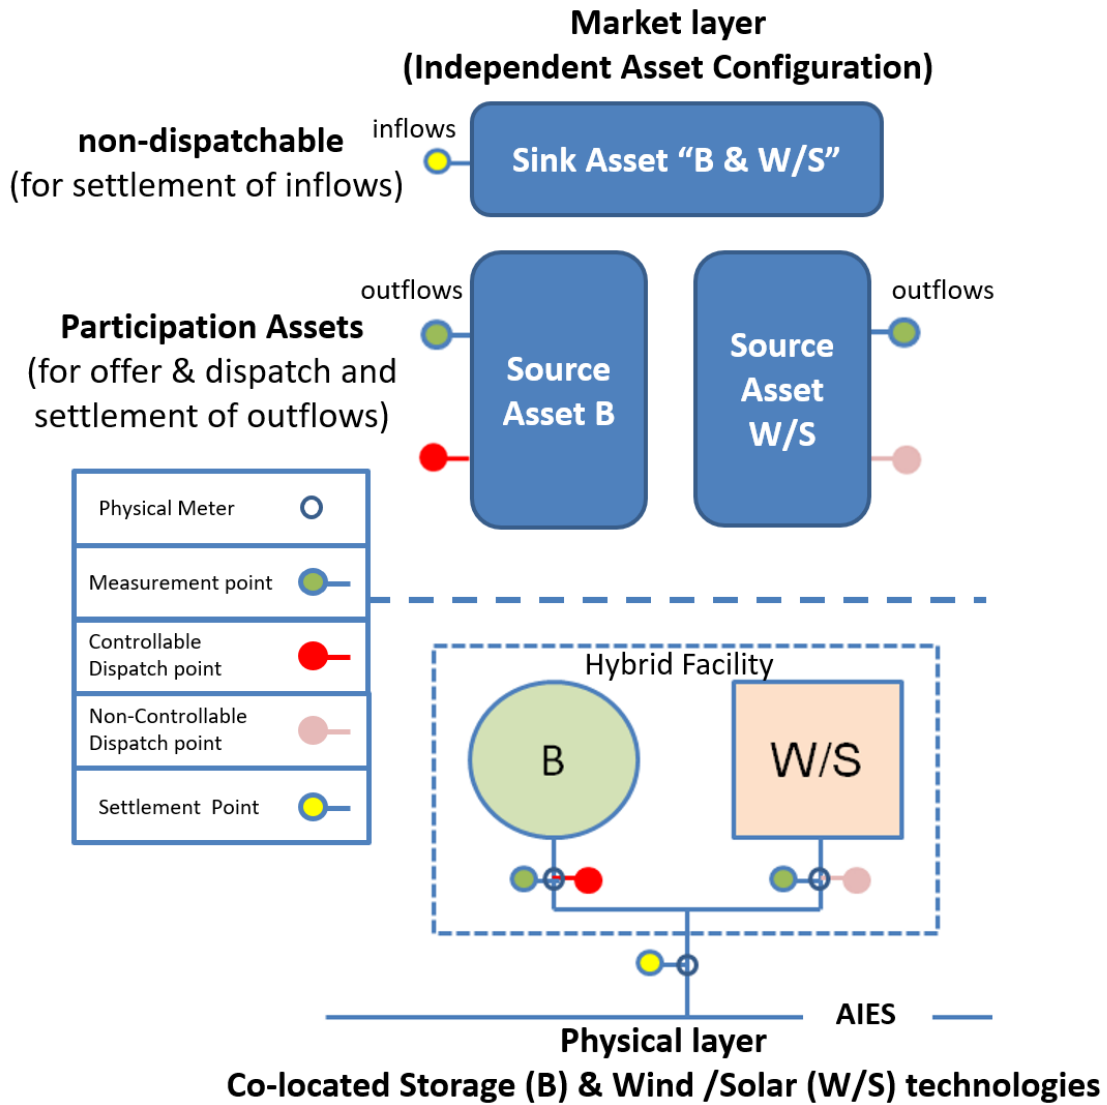 Market layer
(Independent Asset Configuration)
inflows
non-dispatchable
(for settlement of inflows)
Sink Asset “B & W/S”
outflows
outflows
Participation Assets
(for offer & dispatch and
settlement of outflows)
Source
Asset B
Source
Asset
W/S
Physical Meter
Measurement point
Controllable
Dispatch point
Non-Controllable
Dispatch point
Settlement Point
Hybrid Facility
B
W/S
AIES
Physical layer
Co-located Storage (B) & Wind /Solar (W/S) technologies